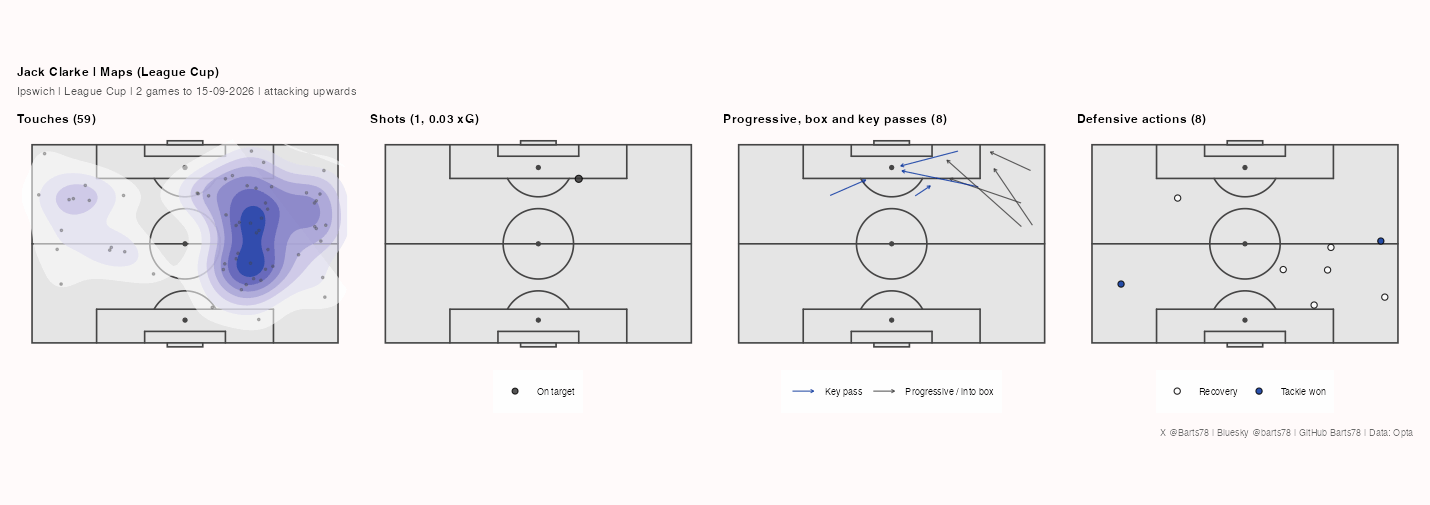 Jack Clarke | Maps (League Cup)
Ipswich | League Cup | 2 games to 15-09-2026 | attacking upwards
Touches (59)
Shots (1, 0.03 xG)
Progressive, box and key passes (8)
Defensive actions (8)
On target
Key pass
Progressive / into box
Recovery
Tackle won
X @Barts78 | Bluesky @barts78 | GitHub Barts78 | Data: Opta